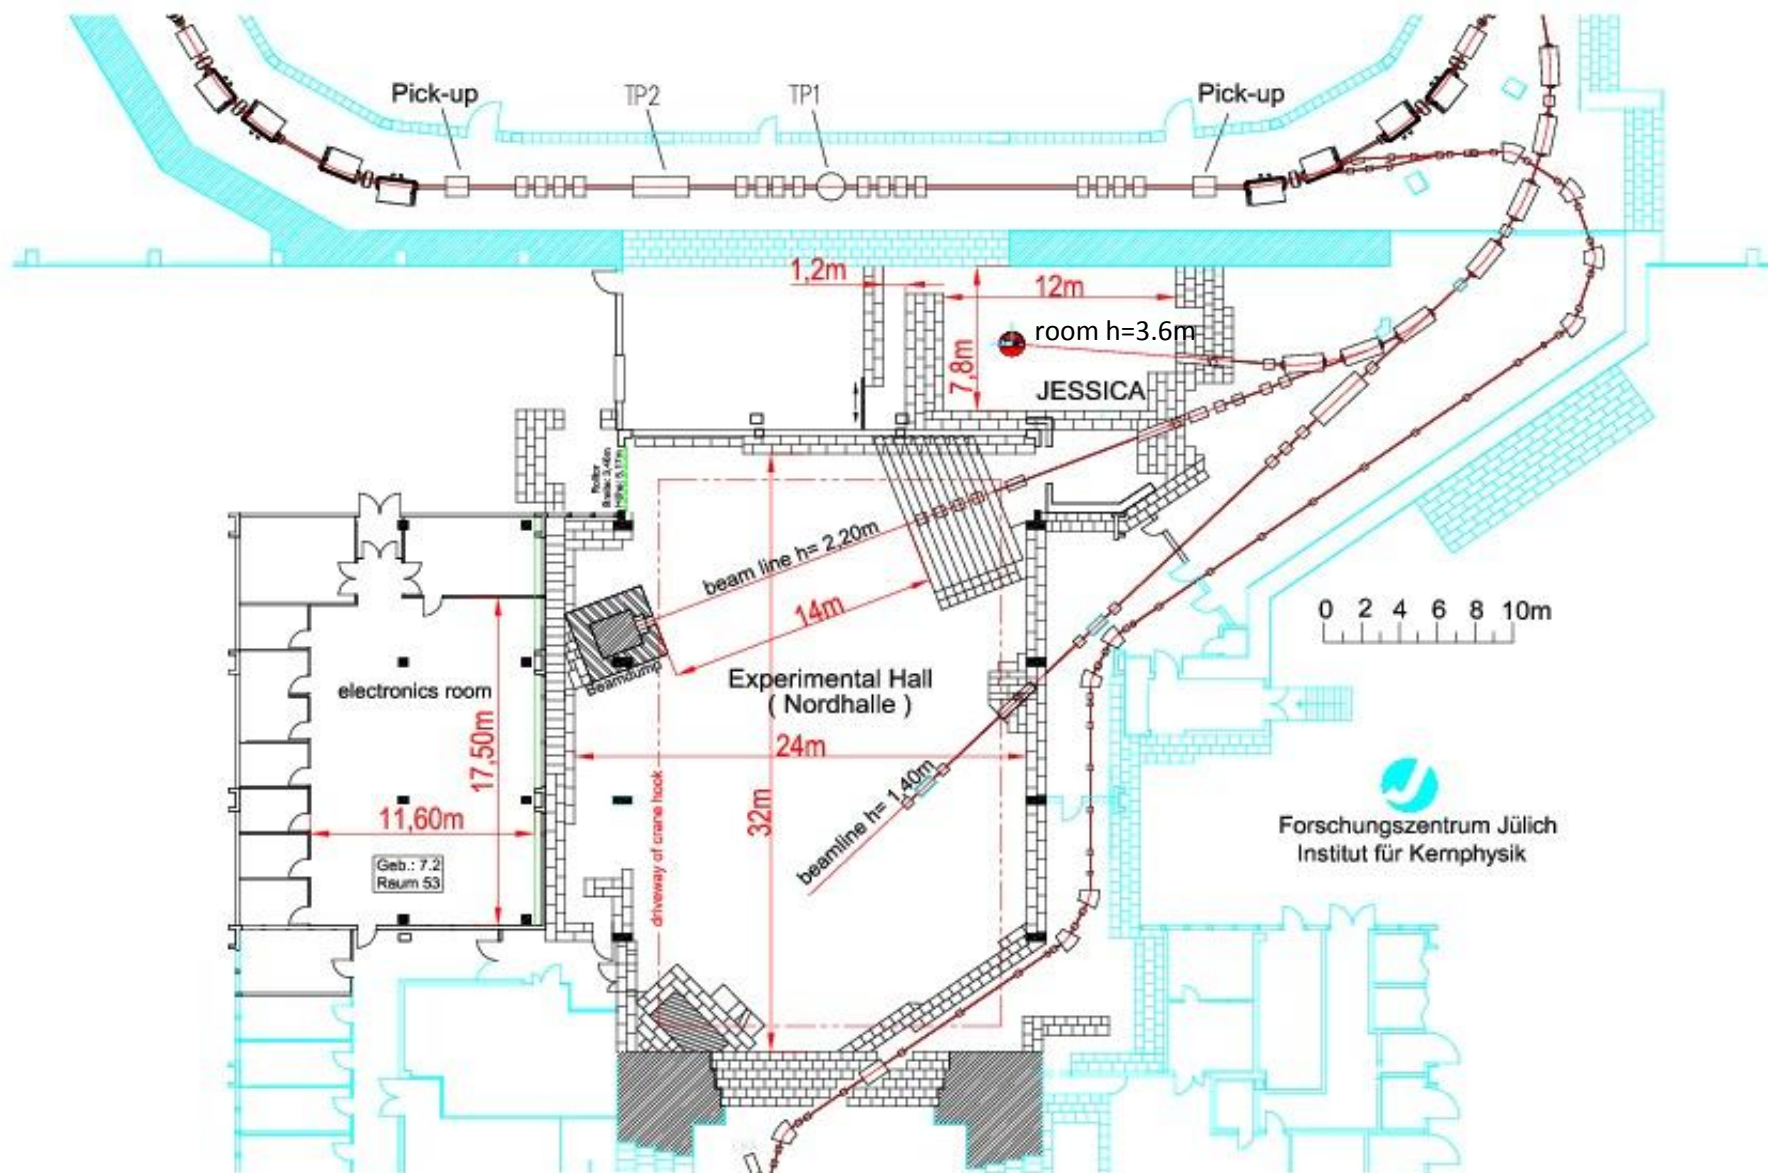 Pick-up
TP2
TP1
Pick-up
1,2m
12m
room h=3.6m
7,8m
JESSICA
Rolltor
beam line h= 2,20m
14m
0 2 4 6 8 10m
Beamdump
Experimental Hall
( Nordhalle )
electronics room
17,50m
24m
11,60m
32m
driveway of crane hook
beamline h= 1,40m
Geb.: 7.2
Raum 53
Forschungszentrum Jülich
Institut für Kernphysik